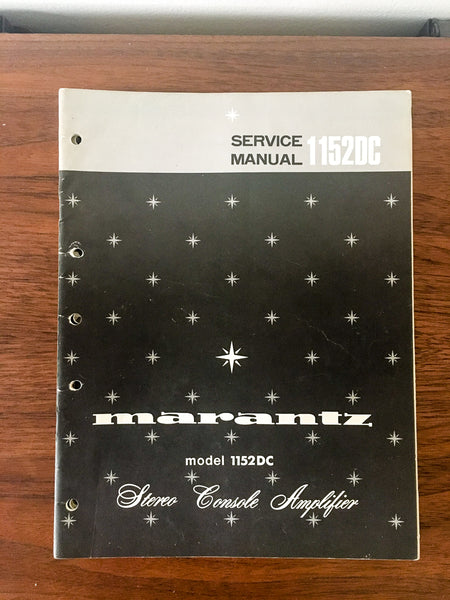 SERVICE
MANUAL 1152DC
marantz
model 1152DC
Stereo Console Amplifier